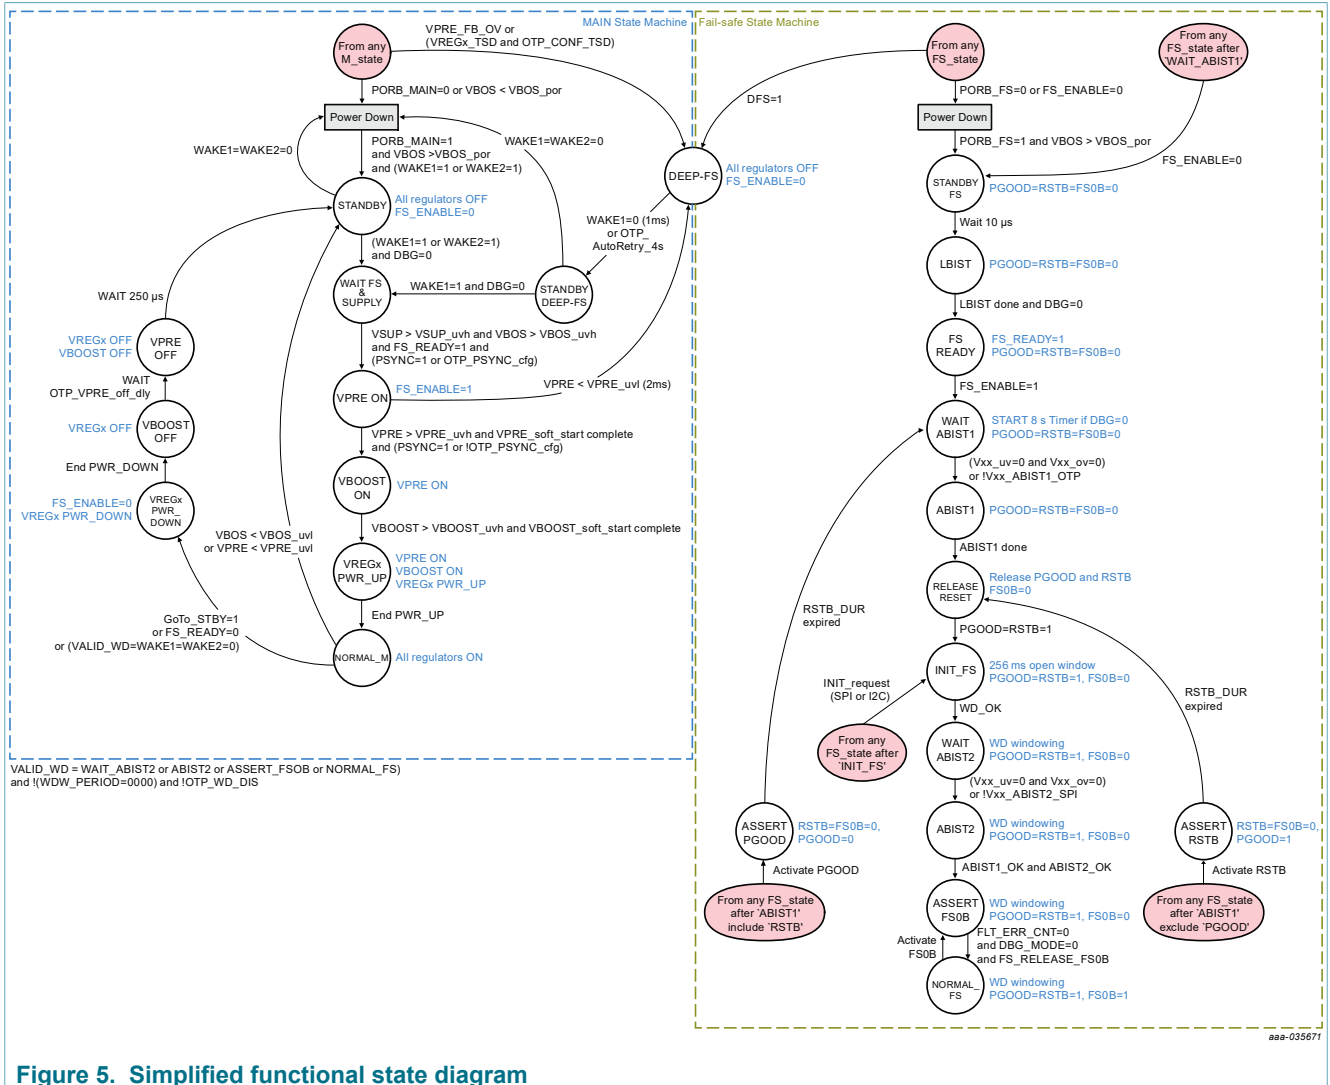 MAIN State Machine
Fail-safe State Machine
VPRE_FB_OV or
(VREGx_TSD and OTP_CONF_TSD)
From any
M_state
PORB_MAIN=0 or VBOS < VBOS_por
Power Down
WAKE1=WAKE2=0
PORB_MAIN=1
and VBOS >VBOS_por
and (WAKE1=1 or WAKE2=1)
WAKE1=WAKE2=0
STANDBY
All regulators OFF
FS_ENABLE=0
(WAKE1=1 or WAKE2=1)
and DBG=0
WAIT FS
&
SUPPLY
WAKE1=1 and DBG=0
STANDBY
DEEP-FS
WAKE1=0 (1ms)
or OTP_
AutoRetry_4s
DEEP-FS
All regulators OFF
FS_ENABLE=0
DFS=1
VSUP > VSUP_uvh and VBOS > VBOS_uvh
and FS_READY=1 and
(PSYNC=1 or OTP_PSYNC_cfg)
VPRE ON
FS_ENABLE=1
VPRE < VPRE_uvl (2ms)
VPRE > VPRE_uvh and VPRE_soft_start complete
and (PSYNC=1 or !OTP_PSYNC_cfg)
VBOOST
ON
VPRE ON
VBOOST > VBOOST_uvh and VBOOST_soft_start complete
VREGx
PWR_UP
VPRE ON
VBOOST ON
VREGx PWR_UP
End PWR_UP
NORMAL_M
All regulators ON
VBOS < VBOS_uvl
or VPRE < VPRE_uvl
GoTo_STBY=1
or FS_READY=0
or (VALID_WD=WAKE1=WAKE2=0)
FS_ENABLE=0
VREGx PWR_DOWN
VREGx
PWR_
DOWN
End PWR_DOWN
VREGx OFF
VBOOST
OFF
WAIT
OTP_VPRE_off_dly
VREGx OFF
VBOOST OFF
VPRE
OFF
WAIT 250 µs
VALID_WD = WAIT_ABIST2 or ABIST2 or ASSERT_FSOB or NORMAL_FS)
and !(WDW_PERIOD=0000) and !OTP_WD_DIS
From any
FS_state
From any
FS_state after
'WAIT_ABIST1'
PORB_FS=0 or FS_ENABLE=0
Power Down
PORB_FS=1 and VBOS > VBOS_por
FS_ENABLE=0
STANDBY
FS
PGOOD=RSTB=FS0B=0
Wait 10 µs
LBIST
PGOOD=RSTB=FS0B=0
LBIST done and DBG=0
FS
READY
FS_READY=1
PGOOD=RSTB=FS0B=0
FS_ENABLE=1
WAIT
ABIST1
START 8 s Timer if DBG=0
PGOOD=RSTB=FS0B=0
(Vxx_uv=0 and Vxx_ov=0)
or !Vxx_ABIST1_OTP
ABIST1
PGOOD=RSTB=FS0B=0
ABIST1 done
RELEASE
RESET
Release PGOOD and RSTB
FS0B=0
PGOOD=RSTB=1
INIT_FS
256 ms open window
PGOOD=RSTB=1, FS0B=0
INIT_request
(SPI or I2C)
From any
FS_state after
'INIT_FS'
WD_OK
WAIT
ABIST2
WD windowing
PGOOD=RSTB=1, FS0B=0
(Vxx_uv=0 and Vxx_ov=0)
or !Vxx_ABIST2_SPI
ABIST2
WD windowing
PGOOD=RSTB=1, FS0B=0
ABIST1_OK and ABIST2_OK
ASSERT
FS0B
WD windowing
PGOOD=RSTB=1, FS0B=0
Activate
FS0B
FLT_ERR_CNT=0
and DBG_MODE=0
and FS_RELEASE_FS0B
NORMAL_
FS
WD windowing
PGOOD=RSTB=1, FS0B=1
RSTB_DUR
expired
ASSERT
PGOOD
RSTB=FS0B=0,
PGOOD=0
Activate PGOOD
From any FS_state
after 'ABIST1'
include 'RSTB'
RSTB_DUR
expired
ASSERT
RSTB
RSTB=FS0B=0,
PGOOD=1
Activate RSTB
From any FS_state
after 'ABIST1'
exclude 'PGOOD'
aaa-035671
Figure 5. Simplified functional state diagram